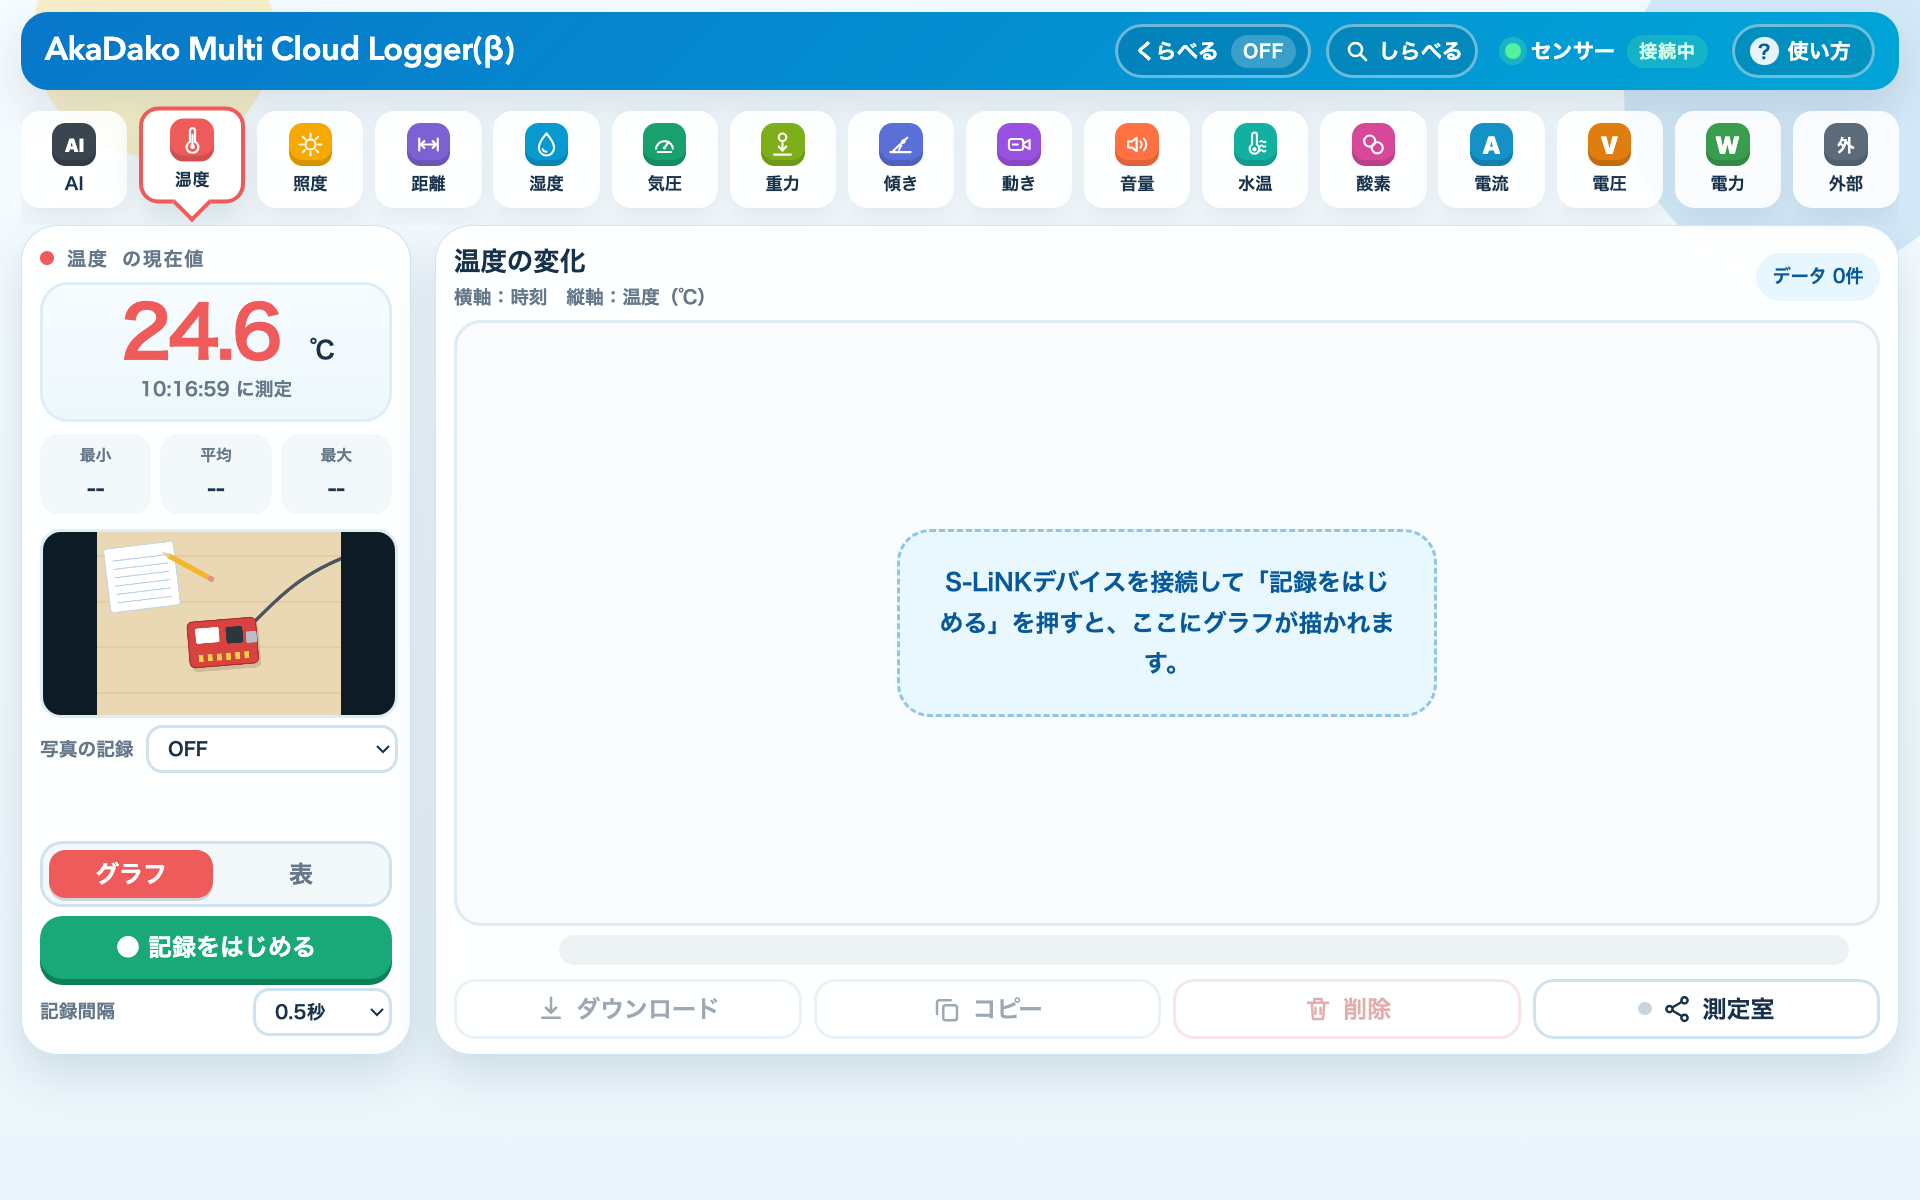 AkaDako Multi Cloud Logger(β)
くらべる OFF
しらべる
センサー 接続中
? 使い方
AI AI
温度
照度
距離
湿度
気圧
重力
傾き
動き
音量
水温
酸素
A 電流
V 電圧
W 電力
外 外部
温度 の現在値
24.6 ℃
10:16:59 に測定
最小 平均 最大
-- -- --
写真の記録 OFF
グラフ 表
記録をはじめる
記録間隔 0.5秒
温度の変化
横軸：時刻 縦軸：温度（℃）
データ 0件
S-LiNKデバイスを接続して「記録をはじ
める」を押すと、ここにグラフが描かれま
す。
ダウンロード コピー 削除 測定室